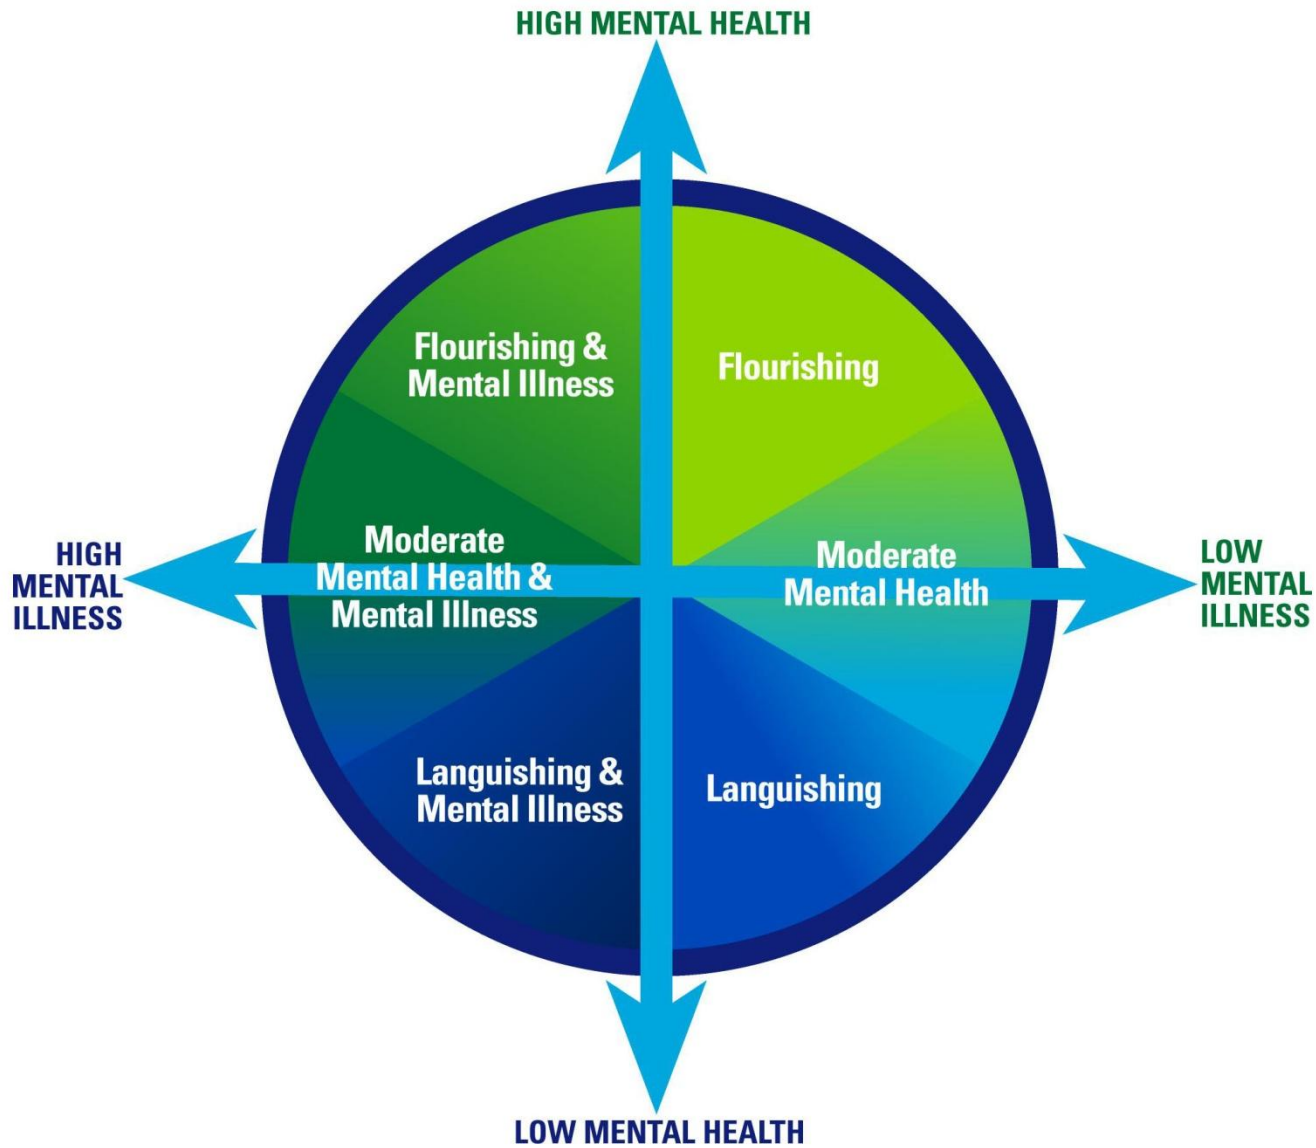 HIGH MENTAL HEALTH
Flourishing &
Mental Illness
Flourishing
HIGH
MENTAL
ILLNESS
Moderate
Mental Health &
Mental Illness
Moderate
Mental Health
LOW
MENTAL
ILLNESS
Languishing &
Mental Illness
Languishing
LOW MENTAL HEALTH